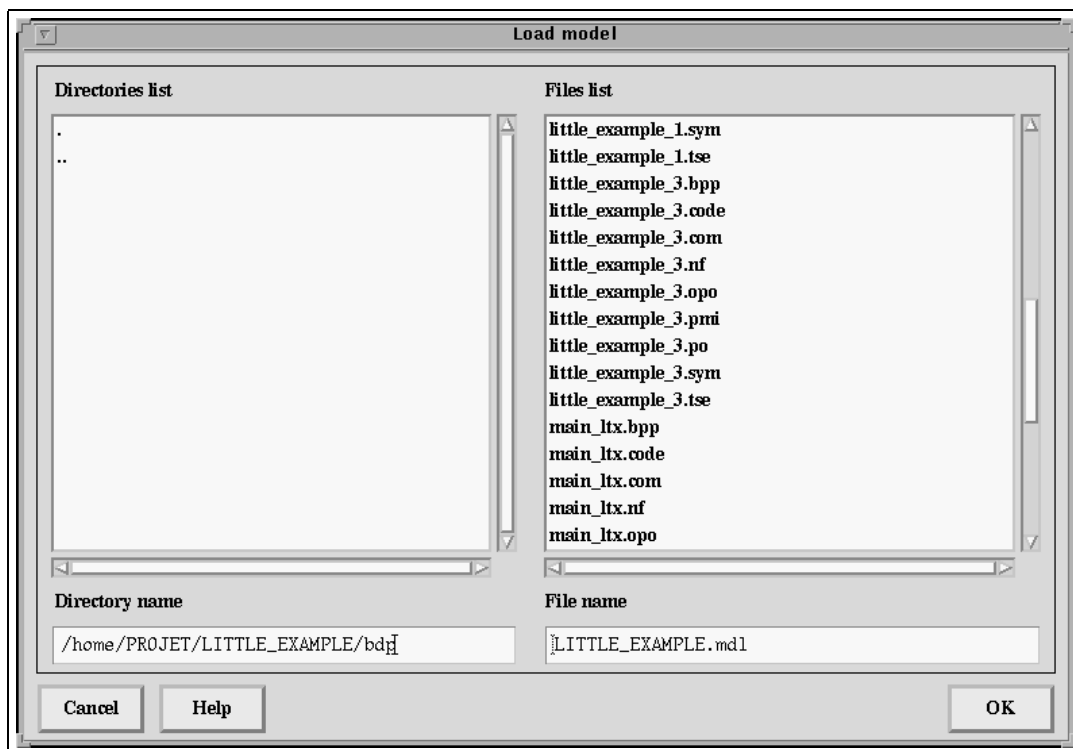 Load model
Directories list
.
..
Files list
little_example_1.sym
little_example_1.tse
little_example_3.bpp
little_example_3.code
little_example_3.com
little_example_3.nf
little_example_3.opo
little_example_3.pmi
little_example_3.po
little_example_3.sym
little_example_3.tse
main_ltx.bpp
main_ltx.code
main_ltx.com
main_ltx.nf
main_ltx.opo
Directory name
/home/PROJET/LITTLE_EXAMPLE/bdp
File name
LITTLE_EXAMPLE.mdl
Cancel
Help
OK